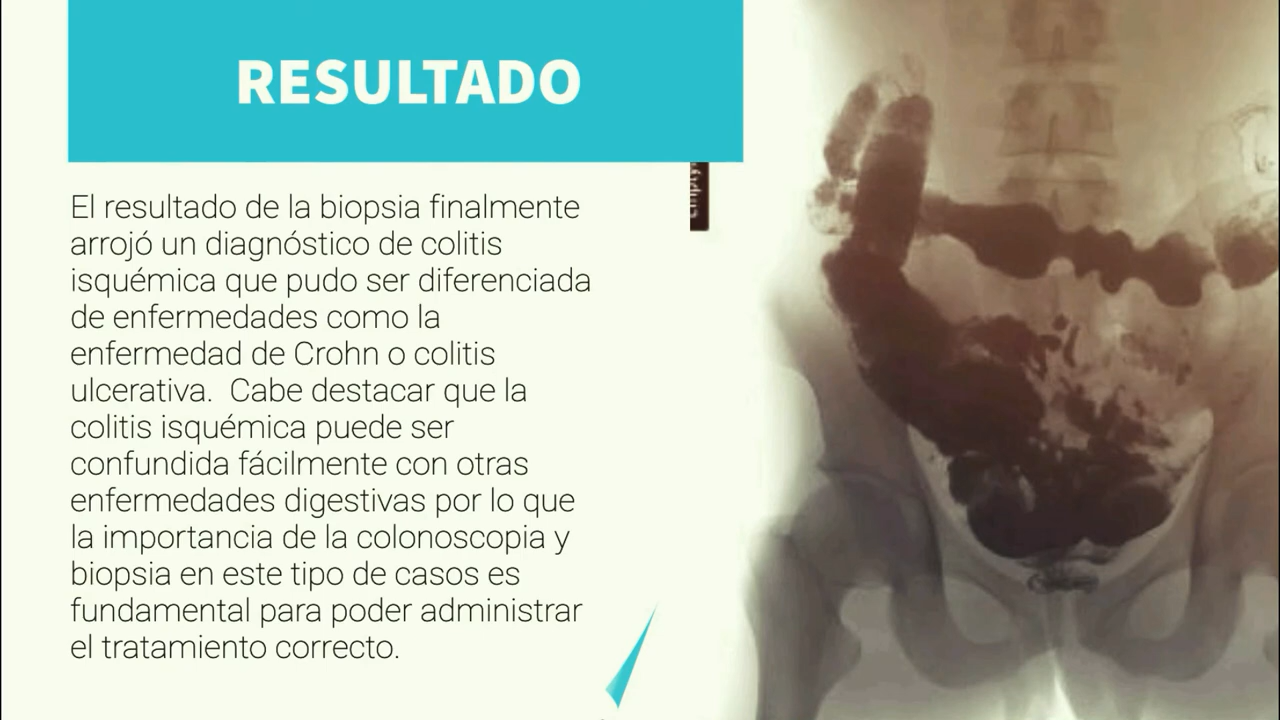 RESULTADO
El resultado de la biopsia finalmente
arrojó un diagnóstico de colitis
isquémica que pudo ser diferenciada
de enfermedades como la
enfermedad de Crohn o colitis
ulcerativa.  Cabe destacar que la
colitis isquémica puede ser
confundida fácilmente con otras
enfermedades digestivas por lo que
la importancia de la colonoscopia y
biopsia en este tipo de casos es
fundamental para poder administrar
el tratamiento correcto.